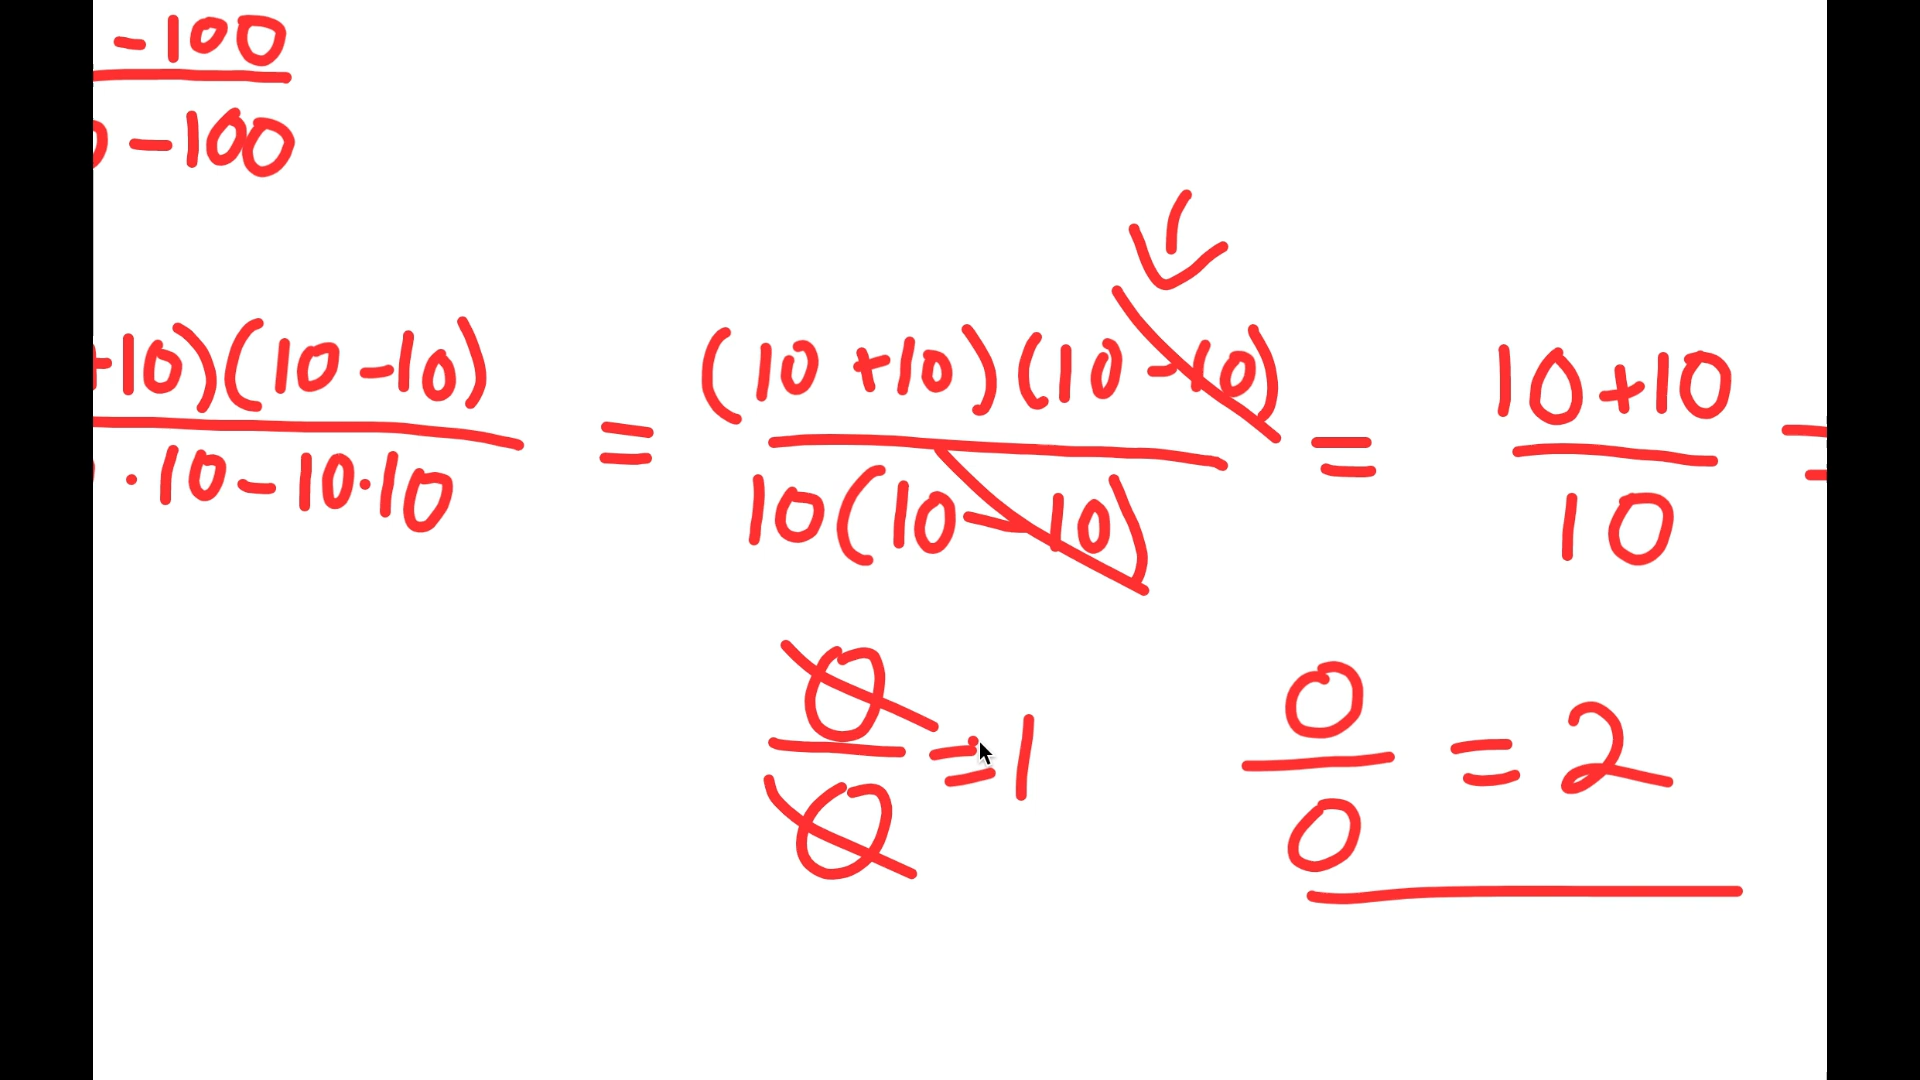 -100
0 -100
+10)(10-10) = (10+10)(10-10) = 10+10 =
· 10-10·10 10(10-10) 10
0 = 1 0 = 2
0 0